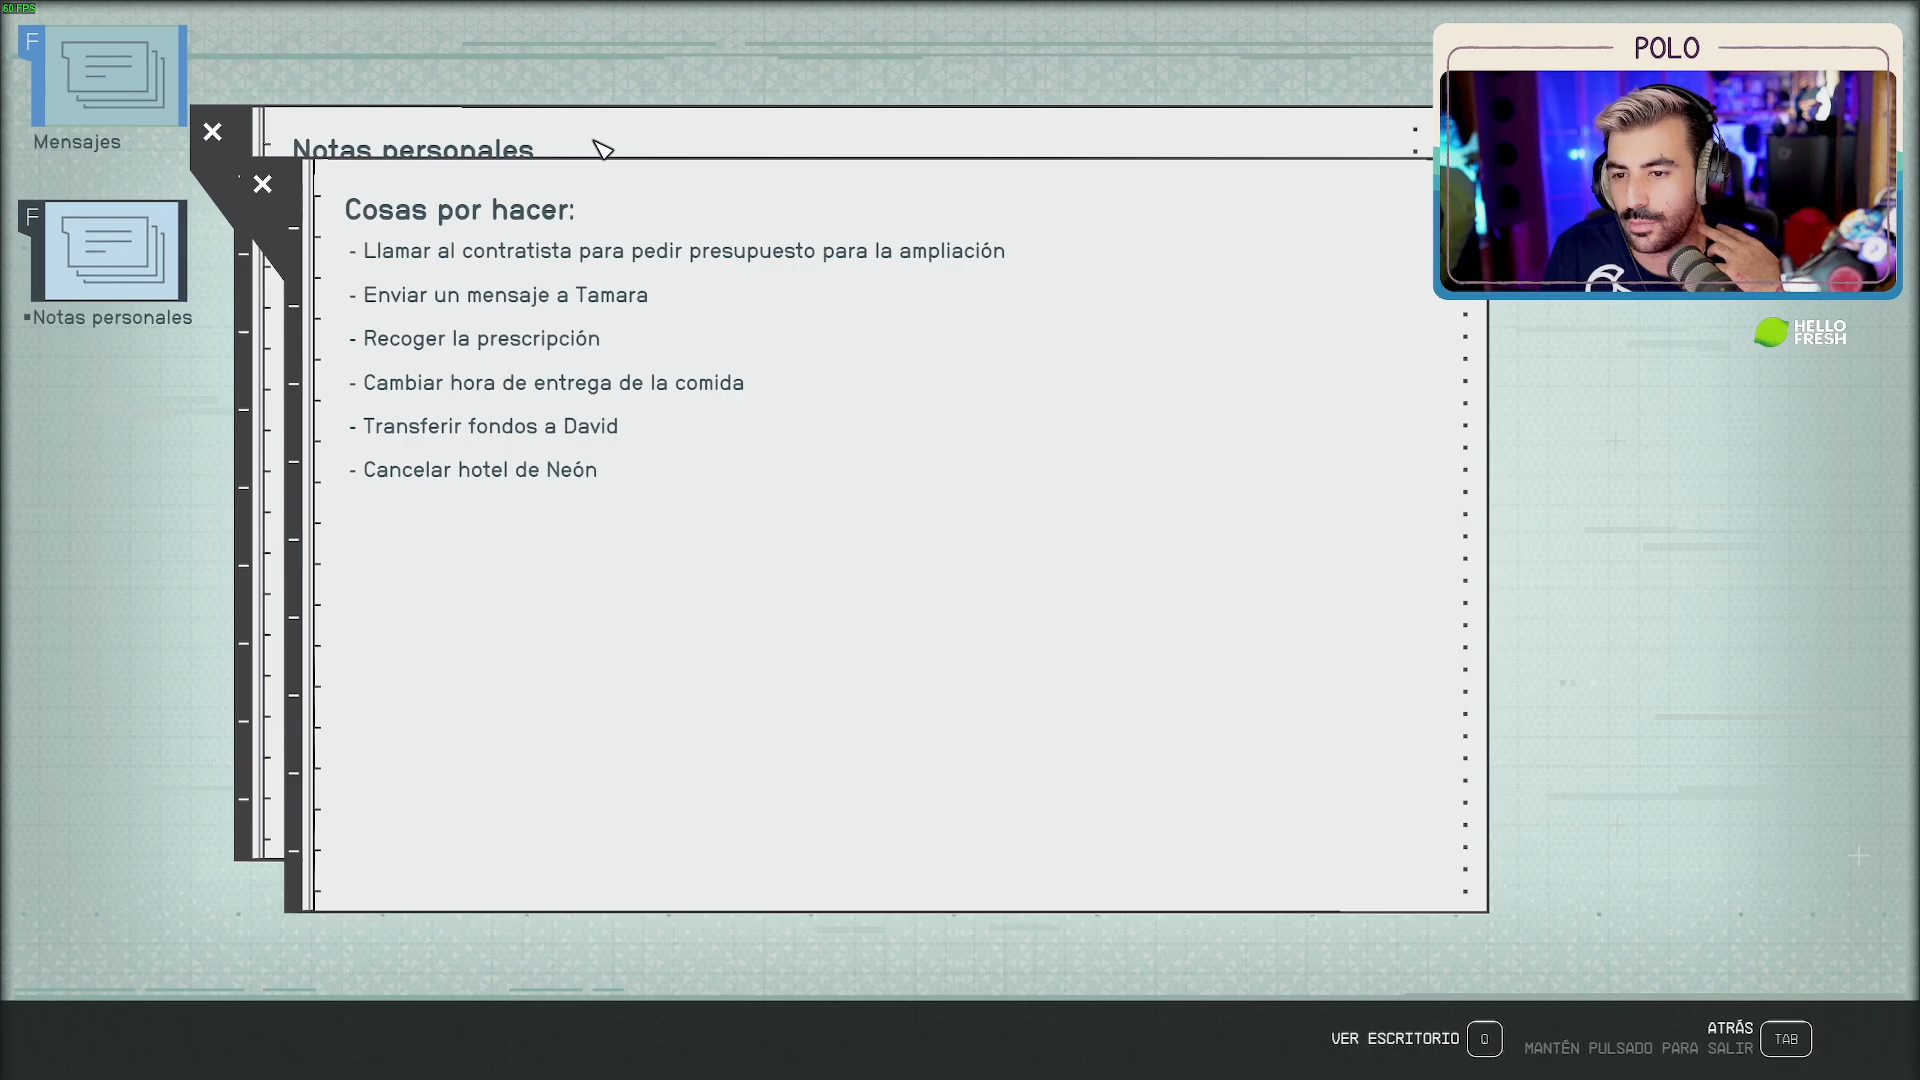 60 FPS
F
Mensajes
F
Notas personales
Notas personales
Cosas por hacer:
- Llamar al contratista para pedir presupuesto para la ampliación
- Enviar un mensaje a Tamara
- Recoger la prescripción
- Cambiar hora de entrega de la comida
- Transferir fondos a David
- Cancelar hotel de Neón
POLO
HELLO
FRESH
VER ESCRITORIO Q
ATRÁS
MANTÉN PULSADO PARA SALIR
TAB